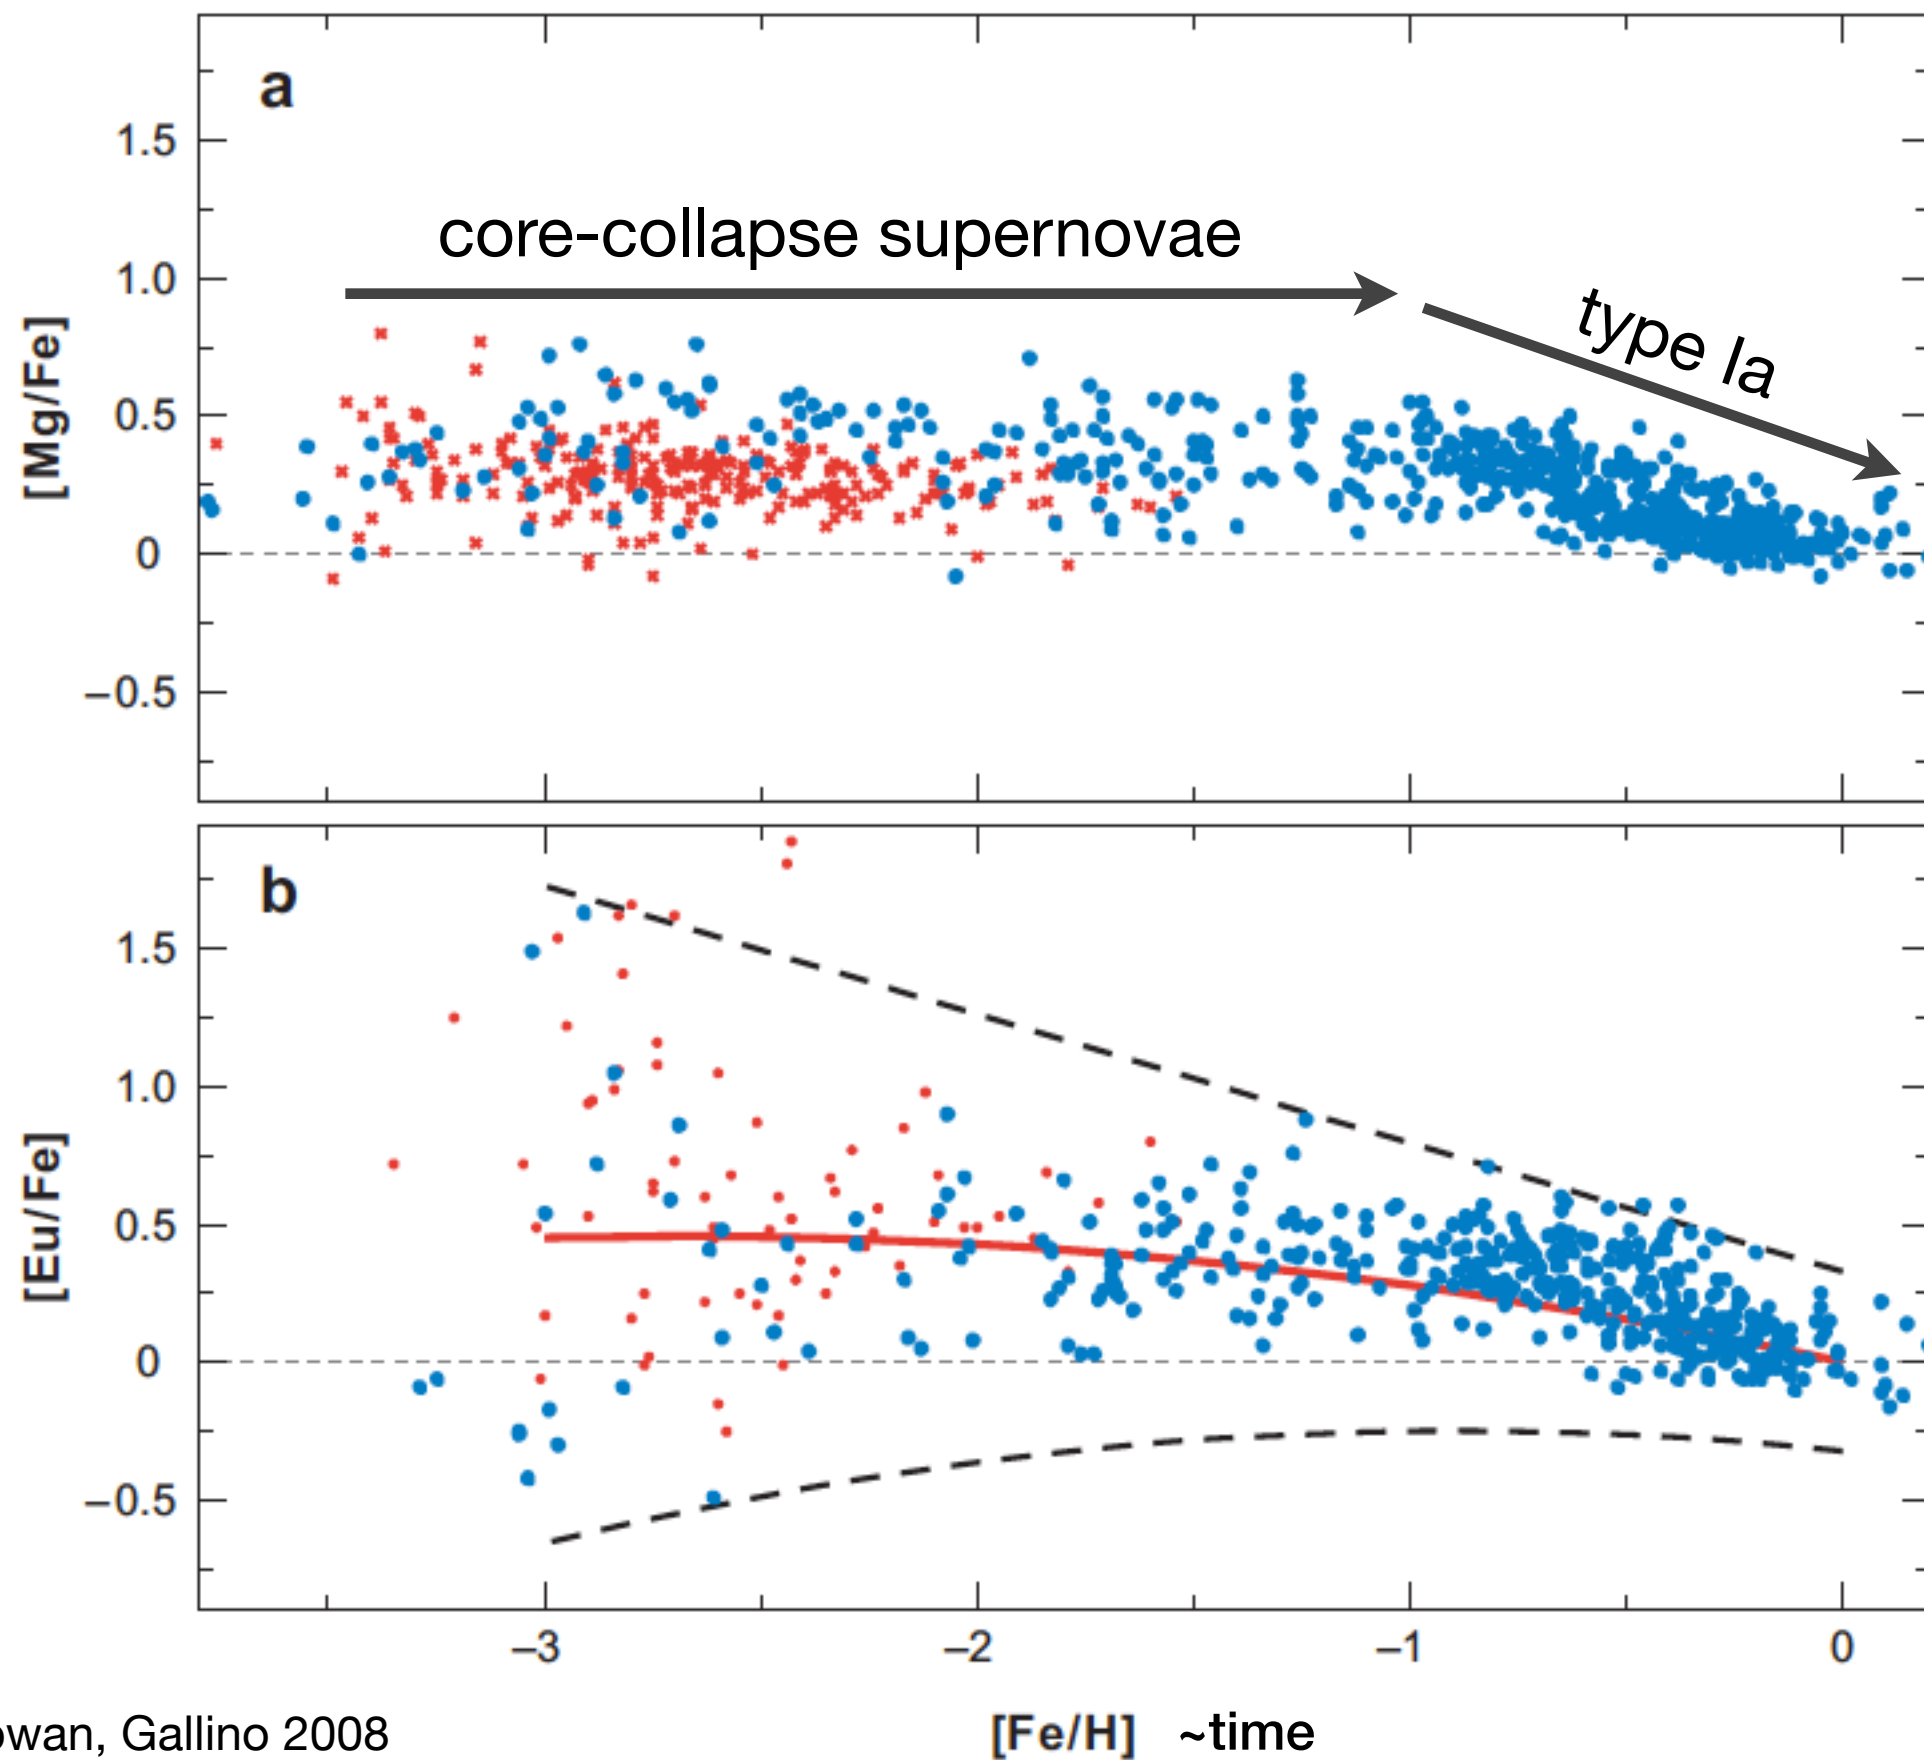 a
1.5
1.0
0.5
0
−0.5
[Mg/Fe]
core-collapse supernovae
type Ia
b
1.5
1.0
0.5
0
−0.5
[Eu/Fe]
−3
−2
−1
0
[Fe/H] ~time
Gallino 2008